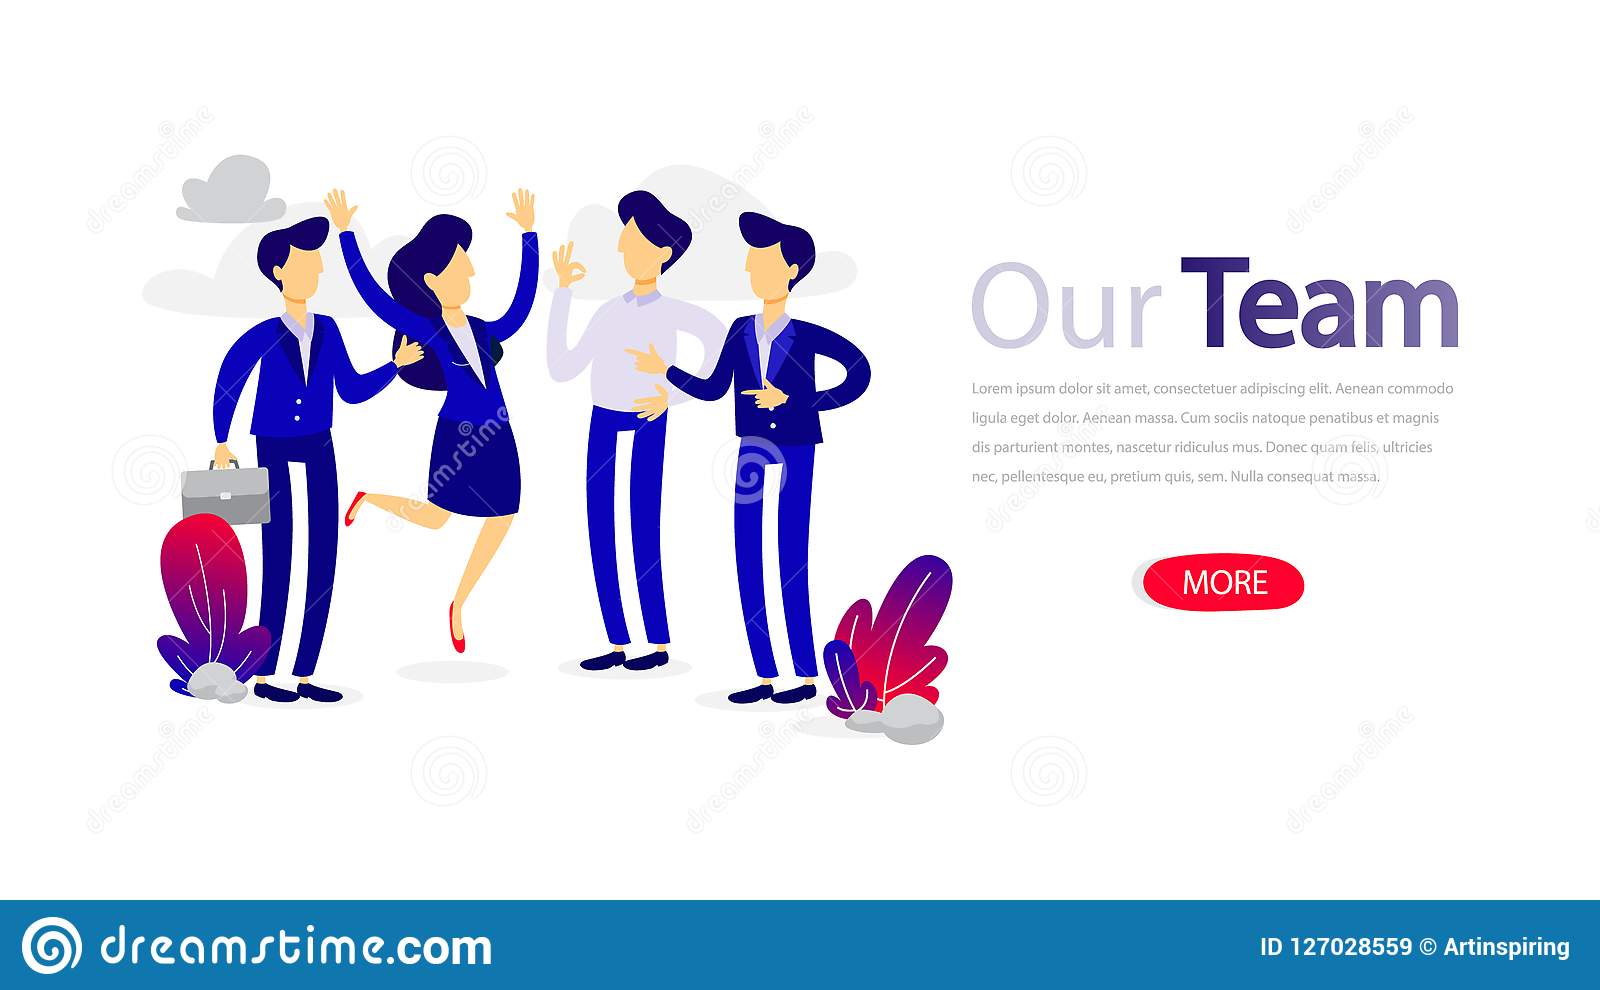 Our Team
Lorem ipsum dolor sit amet, consectetuer adipiscing elit. Aenean commodo
ligula eget dolor. Aenean massa. Cum sociis natoque penatibus et magnis
dis parturient montes, nascetur ridiculus mus. Donec quam felis, ultricies
nec, pellentesque eu, pretium quis, sem. Nulla consequat massa.
MORE
dreamstime.com
ID 127028559 © Artinspiring